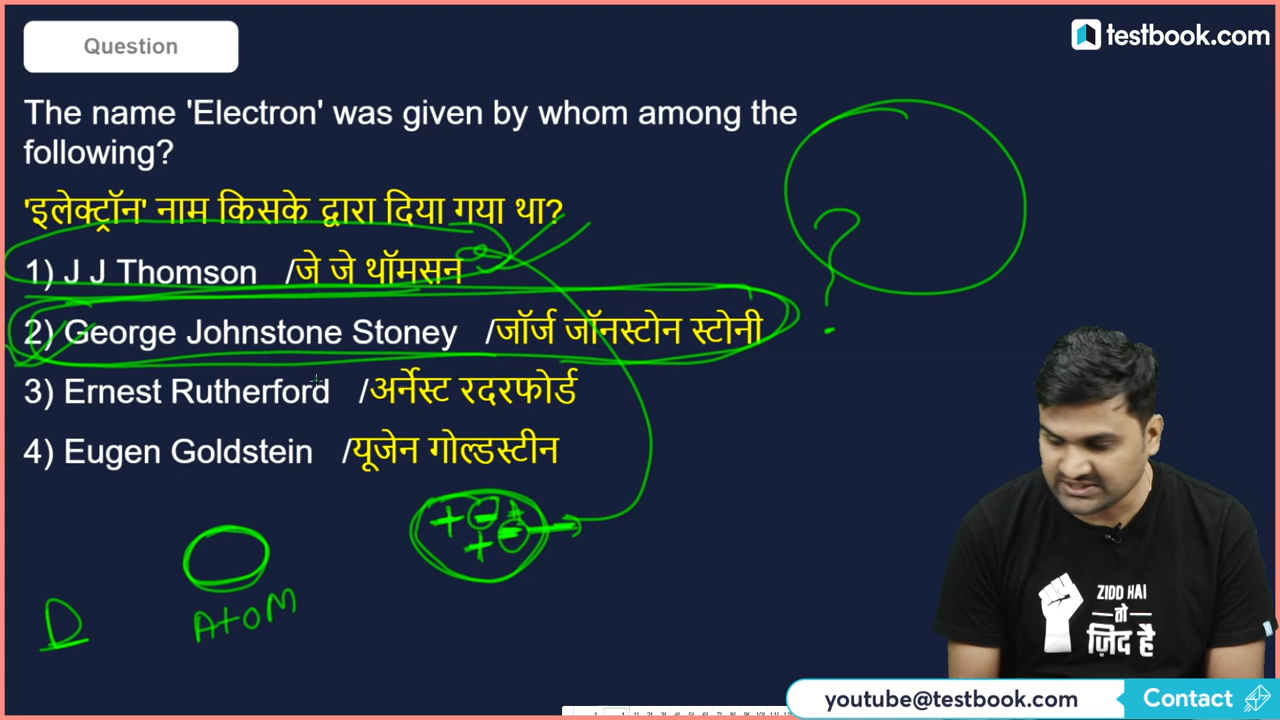 Question
testbook.com
The name 'Electron' was given by whom among the
following?
'इलेक्ट्रॉन' नाम किसके द्वारा दिया गया था?
1) J J Thomson /जे जे थॉमसन
2) George Johnstone Stoney /जॉर्ज जॉनस्टोन स्टोनी
3) Ernest Rutherford /अर्नेस्ट रदरफोर्ड
4) Eugen Goldstein /यूजेन गोल्डस्टीन
?
+ - +
+ -
D
AtoM
ZIDD HAI
तो
ज़िद है
youtube@testbook.com
Contact